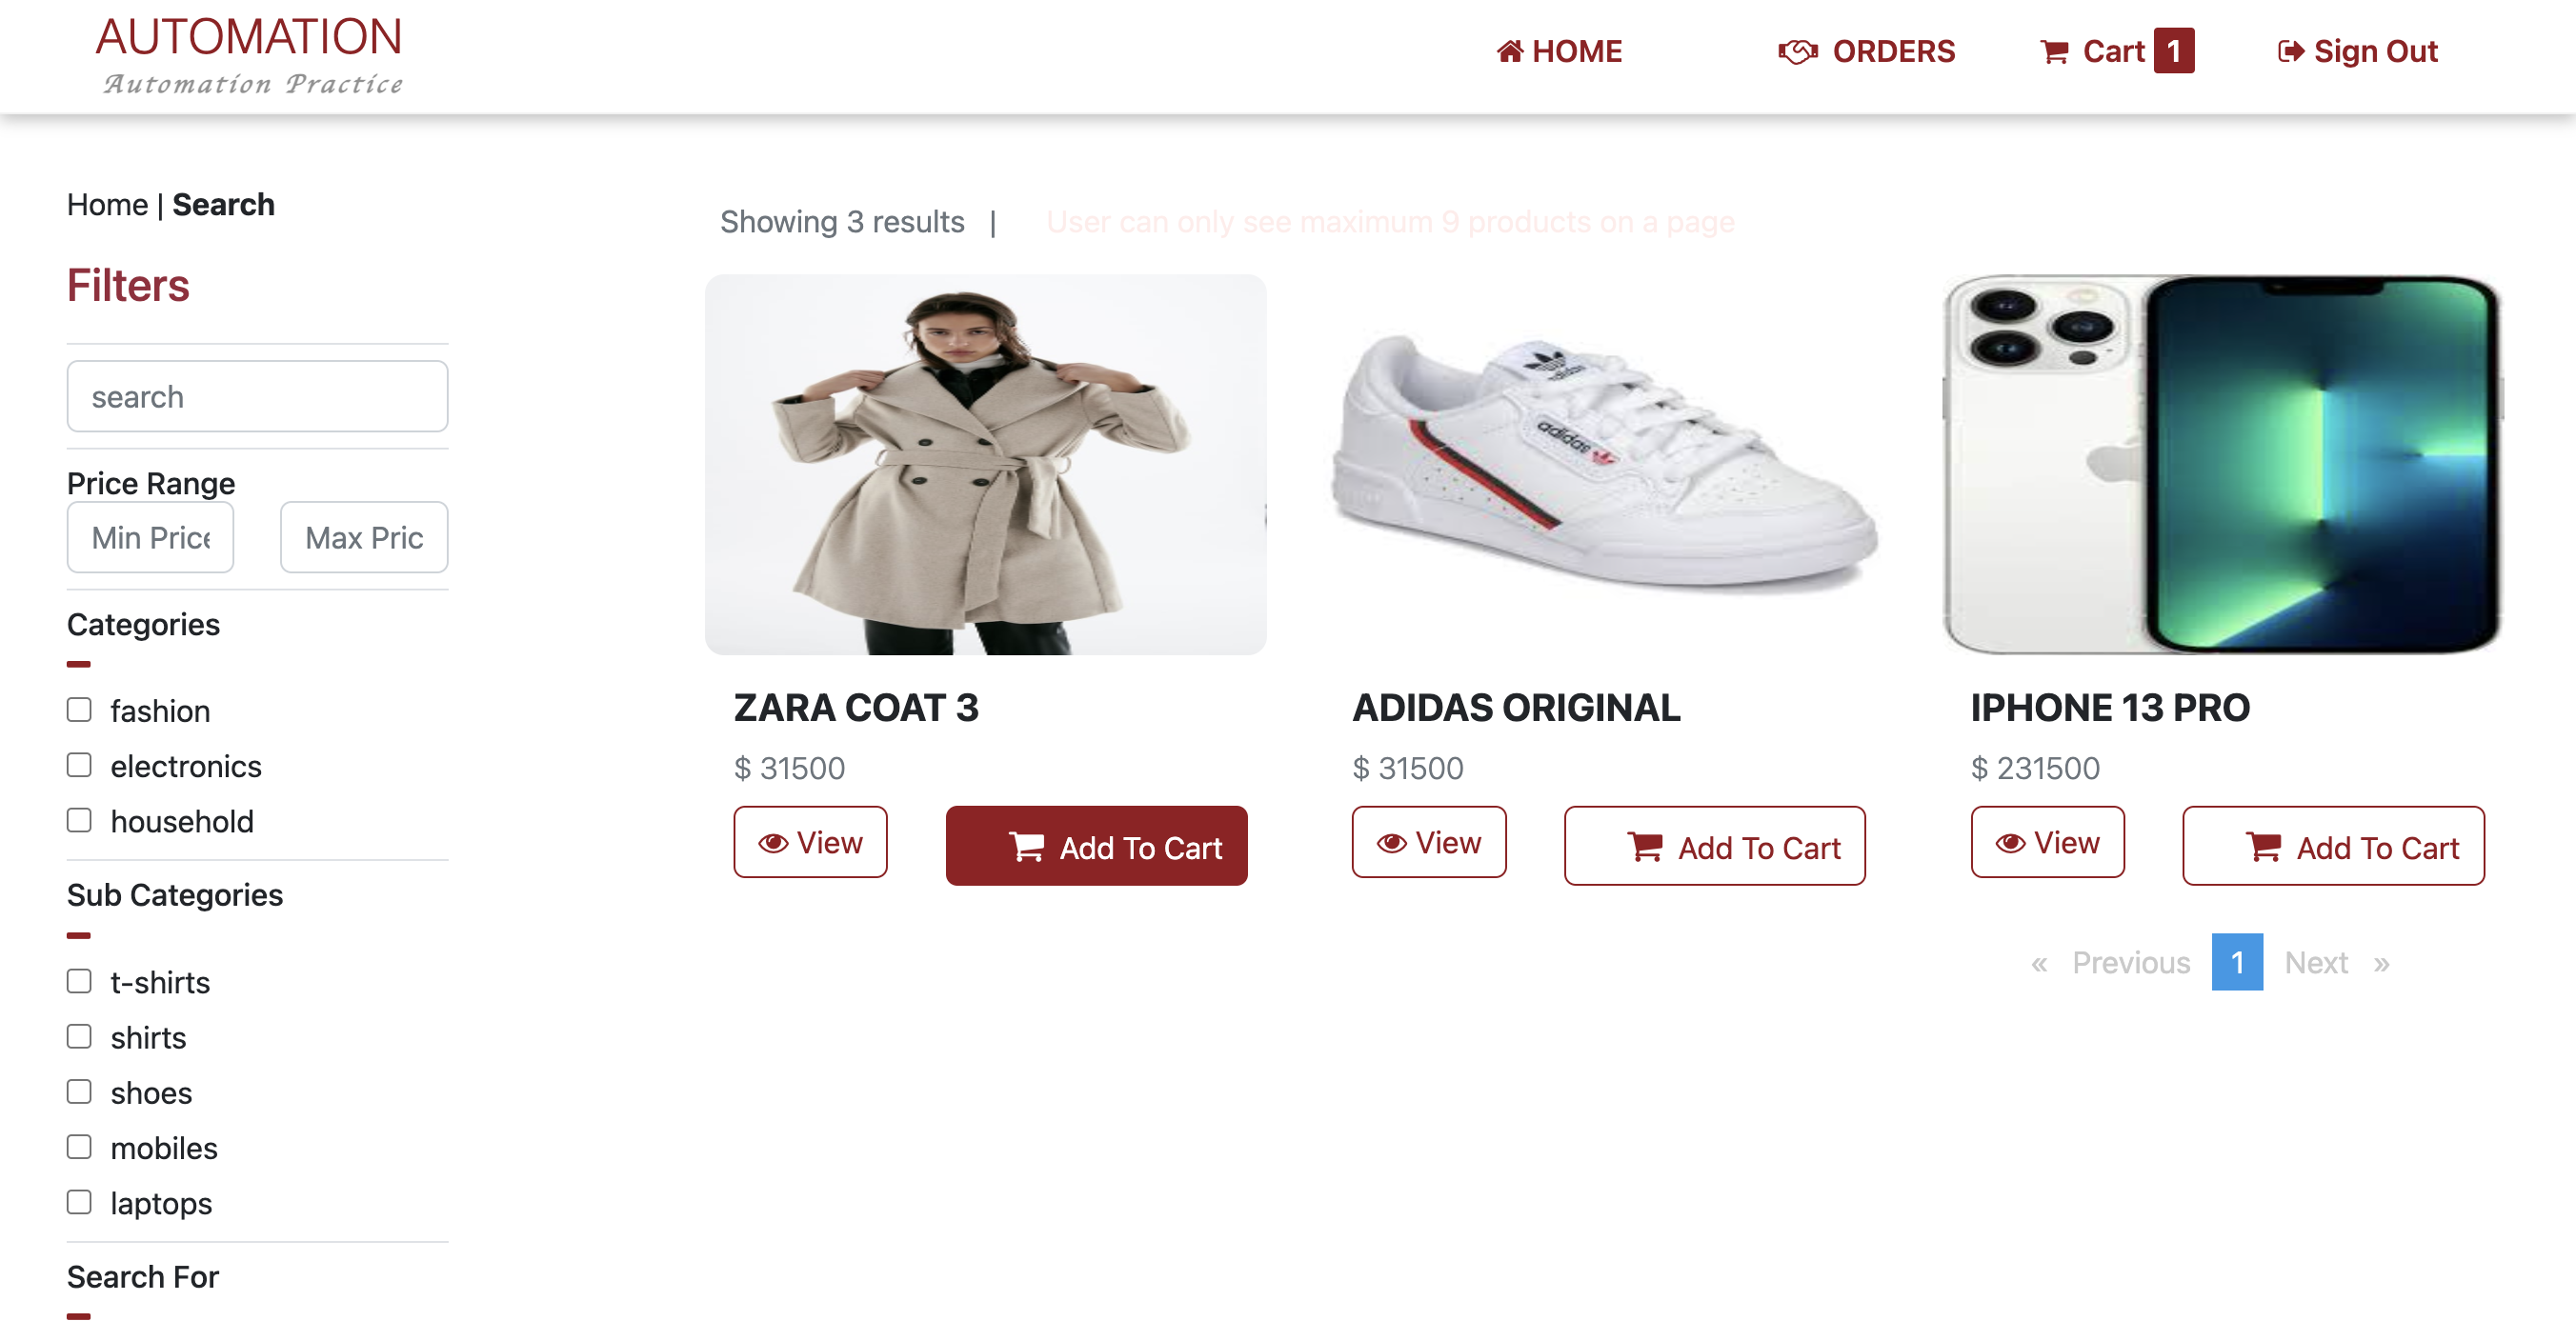 AUTOMATION
Automation Practice
HOME
ORDERS
Cart 1
Sign Out
Home | Search
Showing 3 results |
User can only see maximum 9 products on a page
Filters
search
Price Range
Min Price
Max Pric
Categories
fashion
electronics
household
Sub Categories
t-shirts
shirts
shoes
mobiles
laptops
Search For
adidas
adidas
ZARA COAT 3
$ 31500
View
Add To Cart
ADIDAS ORIGINAL
$ 31500
View
Add To Cart
IPHONE 13 PRO
$ 231500
View
Add To Cart
« Previous 1 Next »